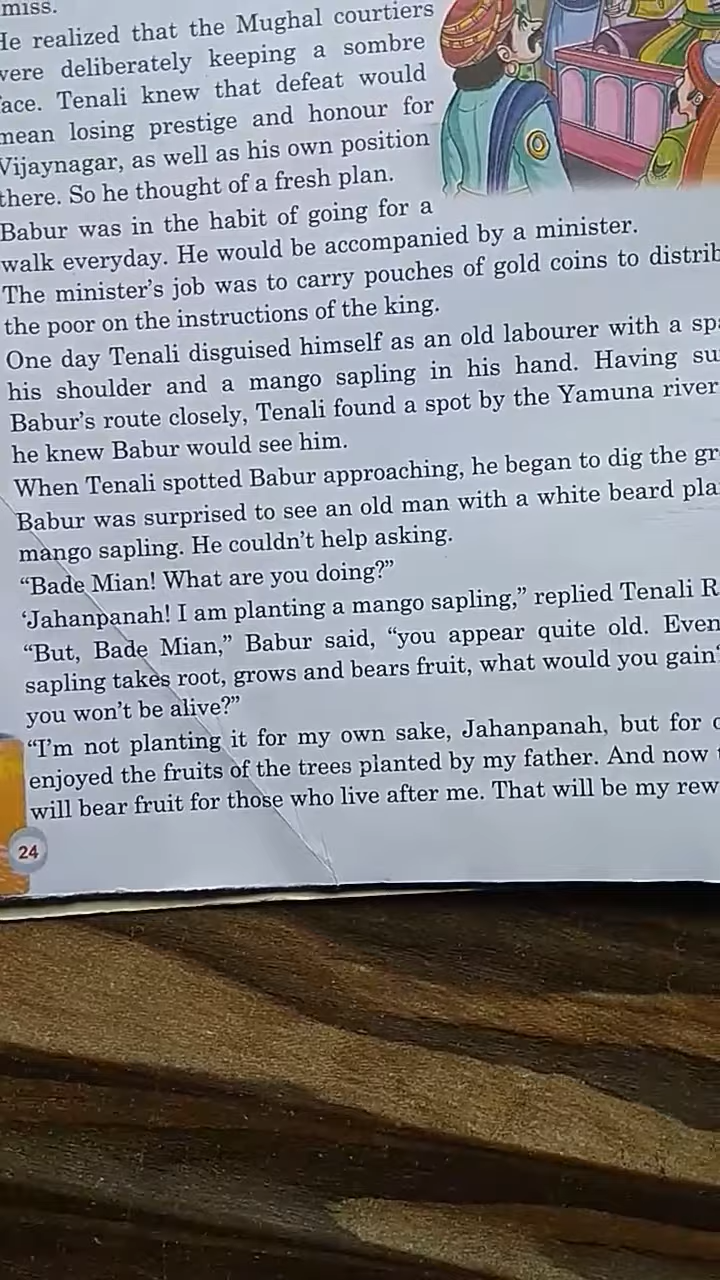 miss.
He realized that the Mughal courtiers
were deliberately keeping a sombre
face. Tenali knew that defeat would
mean losing prestige and honour for
Vijaynagar, as well as his own position
there. So he thought of a fresh plan.
Babur was in the habit of going for a
walk everyday. He would be accompanied by a minister.
The minister's job was to carry pouches of gold coins to
the poor on the instructions of the king.
One day Tenali disguised himself as an old labourer with a
his shoulder and a mango sapling in his hand. Having
Babur's route closely, Tenali found a spot by the Yamuna river
he knew Babur would see him.
When Tenali spotted Babur approaching, he began to dig the
Babur was surprised to see an old man with a white beard
mango sapling. He couldn't help asking.
“Bade Mian! What are you doing?”
‘Jahanpanah! I am planting a mango sapling,” replied Tenali
“But, Bade Mian,” Babur said, “you appear quite old. Even
sapling takes root, grows and bears fruit, what would you gain
you won't be alive?”
“I'm not planting it for my own sake, Jahanpanah, but for
enjoyed the fruits of the trees planted by my father. And now
will bear fruit for those who live after me. That will be my
24